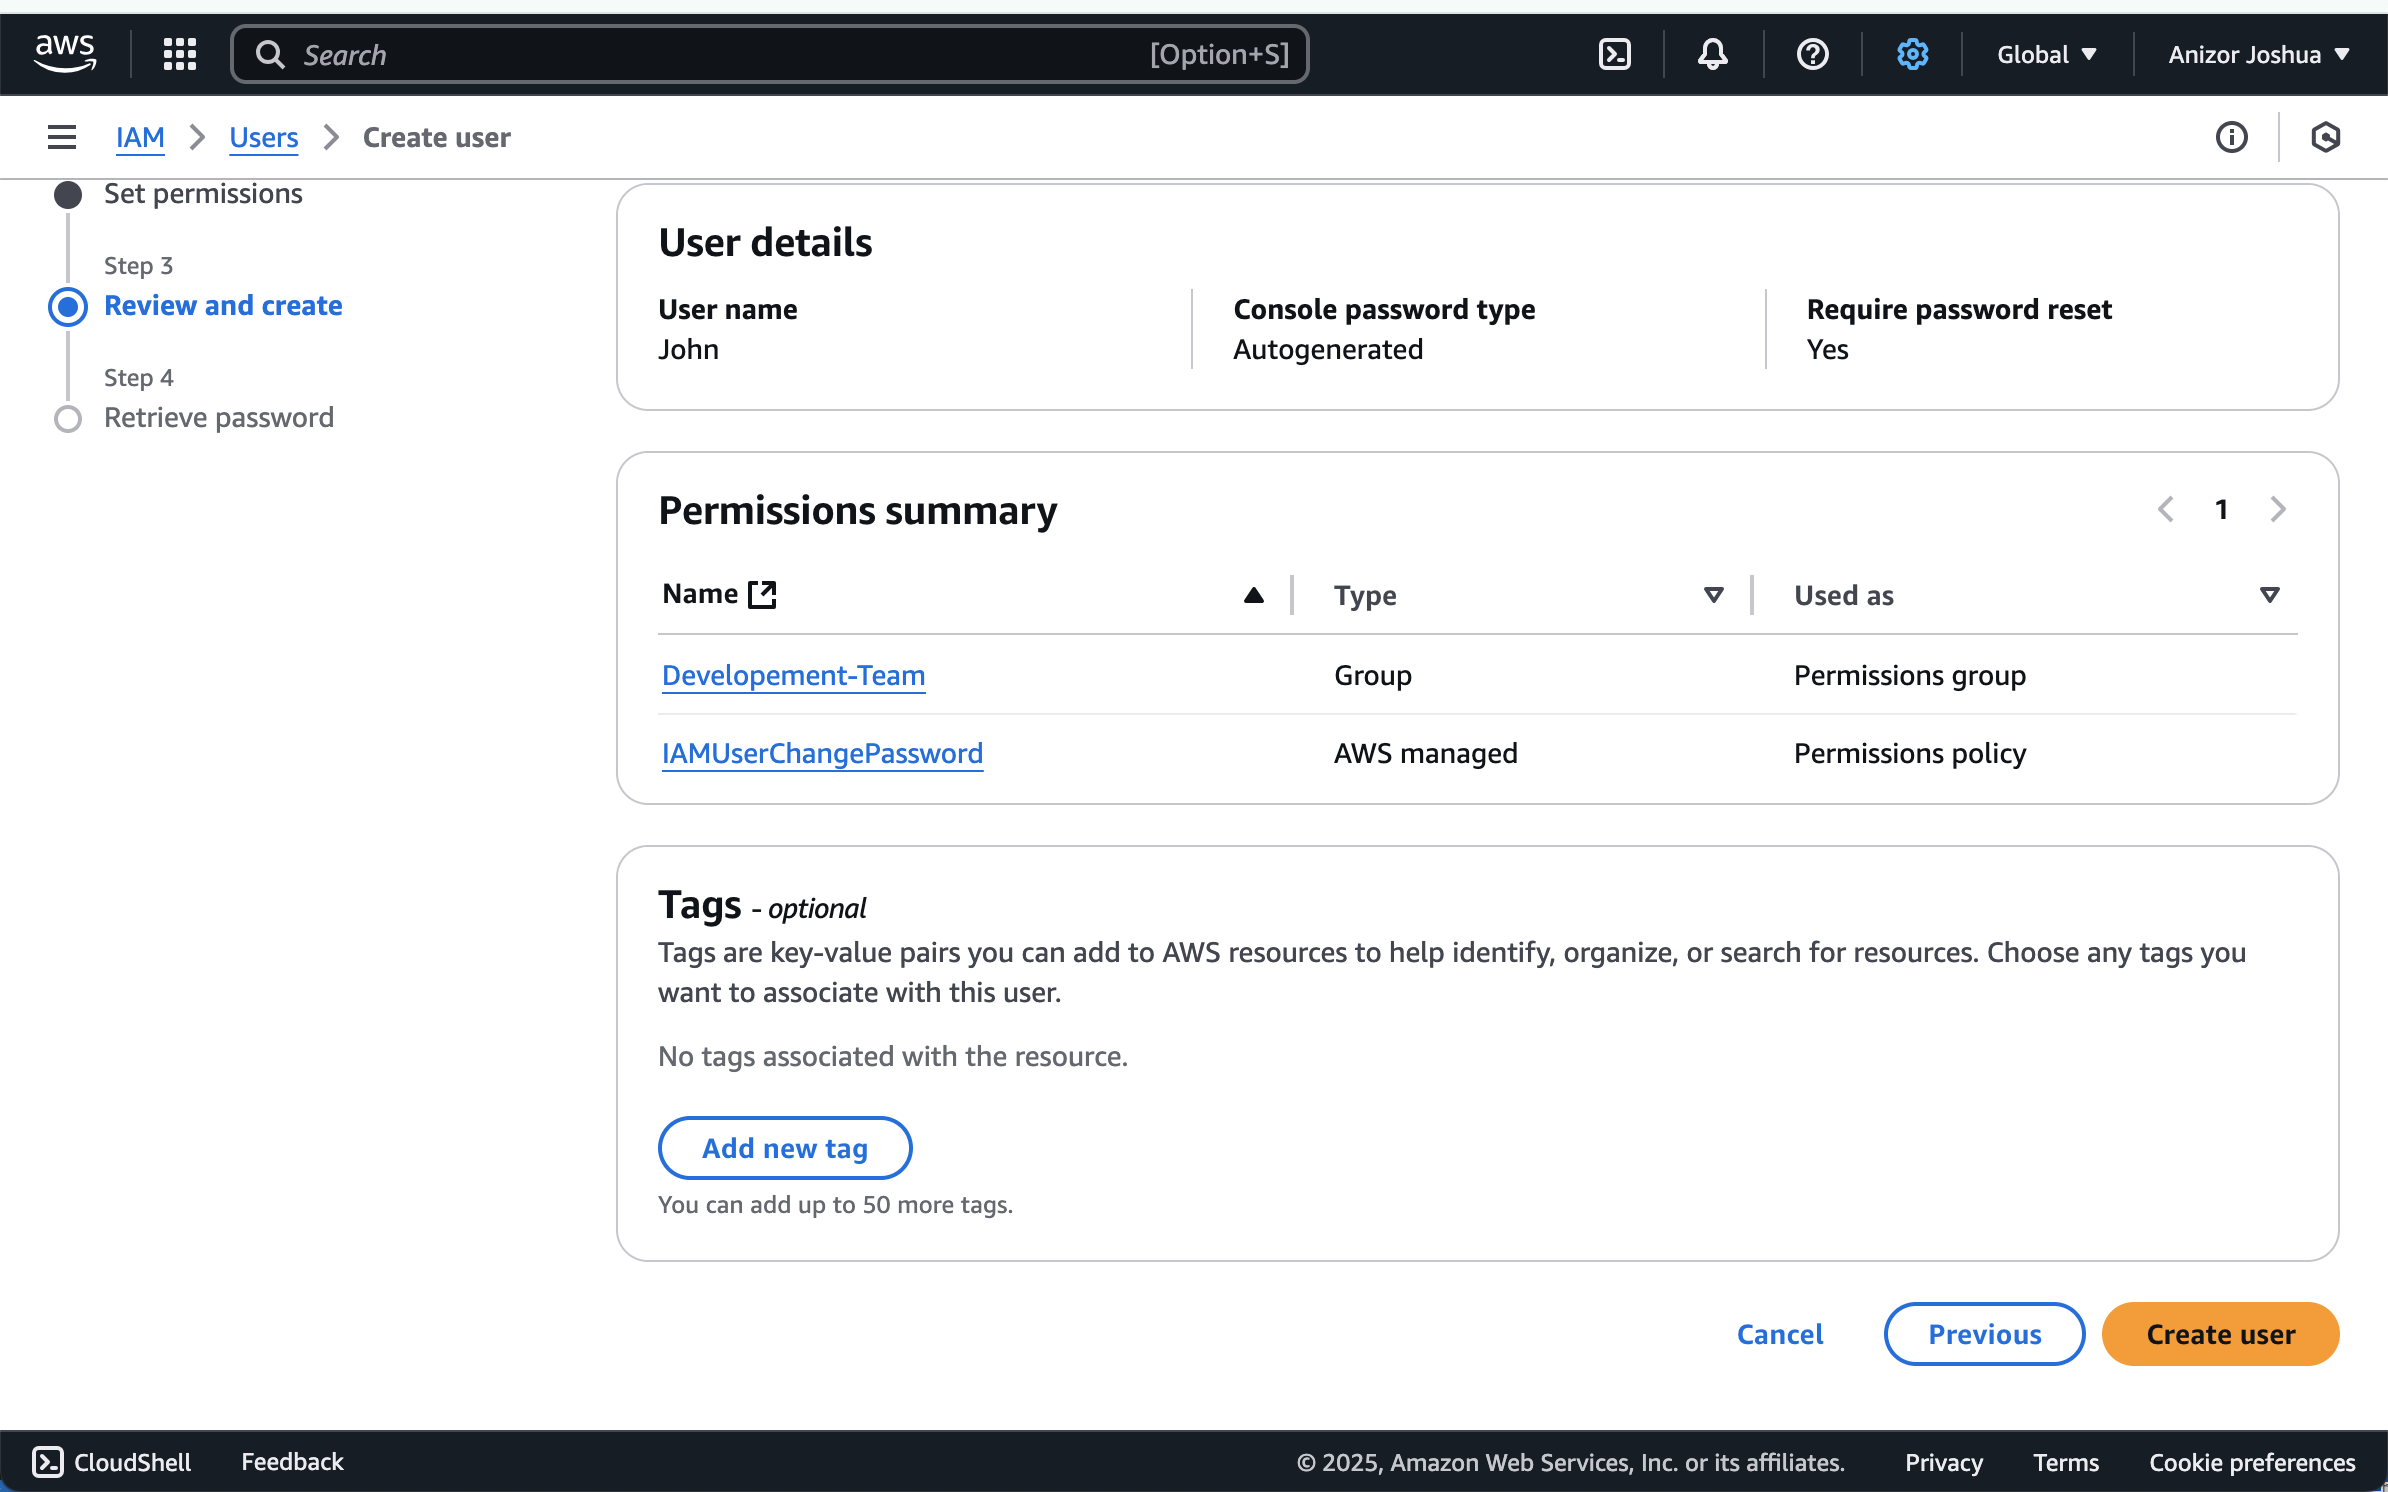 aws
Search [Option+S]
Global
Anizor Joshua
IAM
Users
Create user
Set permissions
Step 3
Review and create
Step 4
Retrieve password
User details
User name
John
Console password type
Autogenerated
Require password reset
Yes
Permissions summary
1
Name Type Used as
Developement-Team Group Permissions group
IAMUserChangePassword AWS managed Permissions policy
Tags - optional
Tags are key-value pairs you can add to AWS resources to help identify, organize, or search for resources. Choose any tags you
want to associate with this user.
No tags associated with the resource.
Add new tag
You can add up to 50 more tags.
Cancel
Previous
Create user
CloudShell
Feedback
© 2025, Amazon Web Services, Inc. or its affiliates.
Privacy
Terms
Cookie preferences